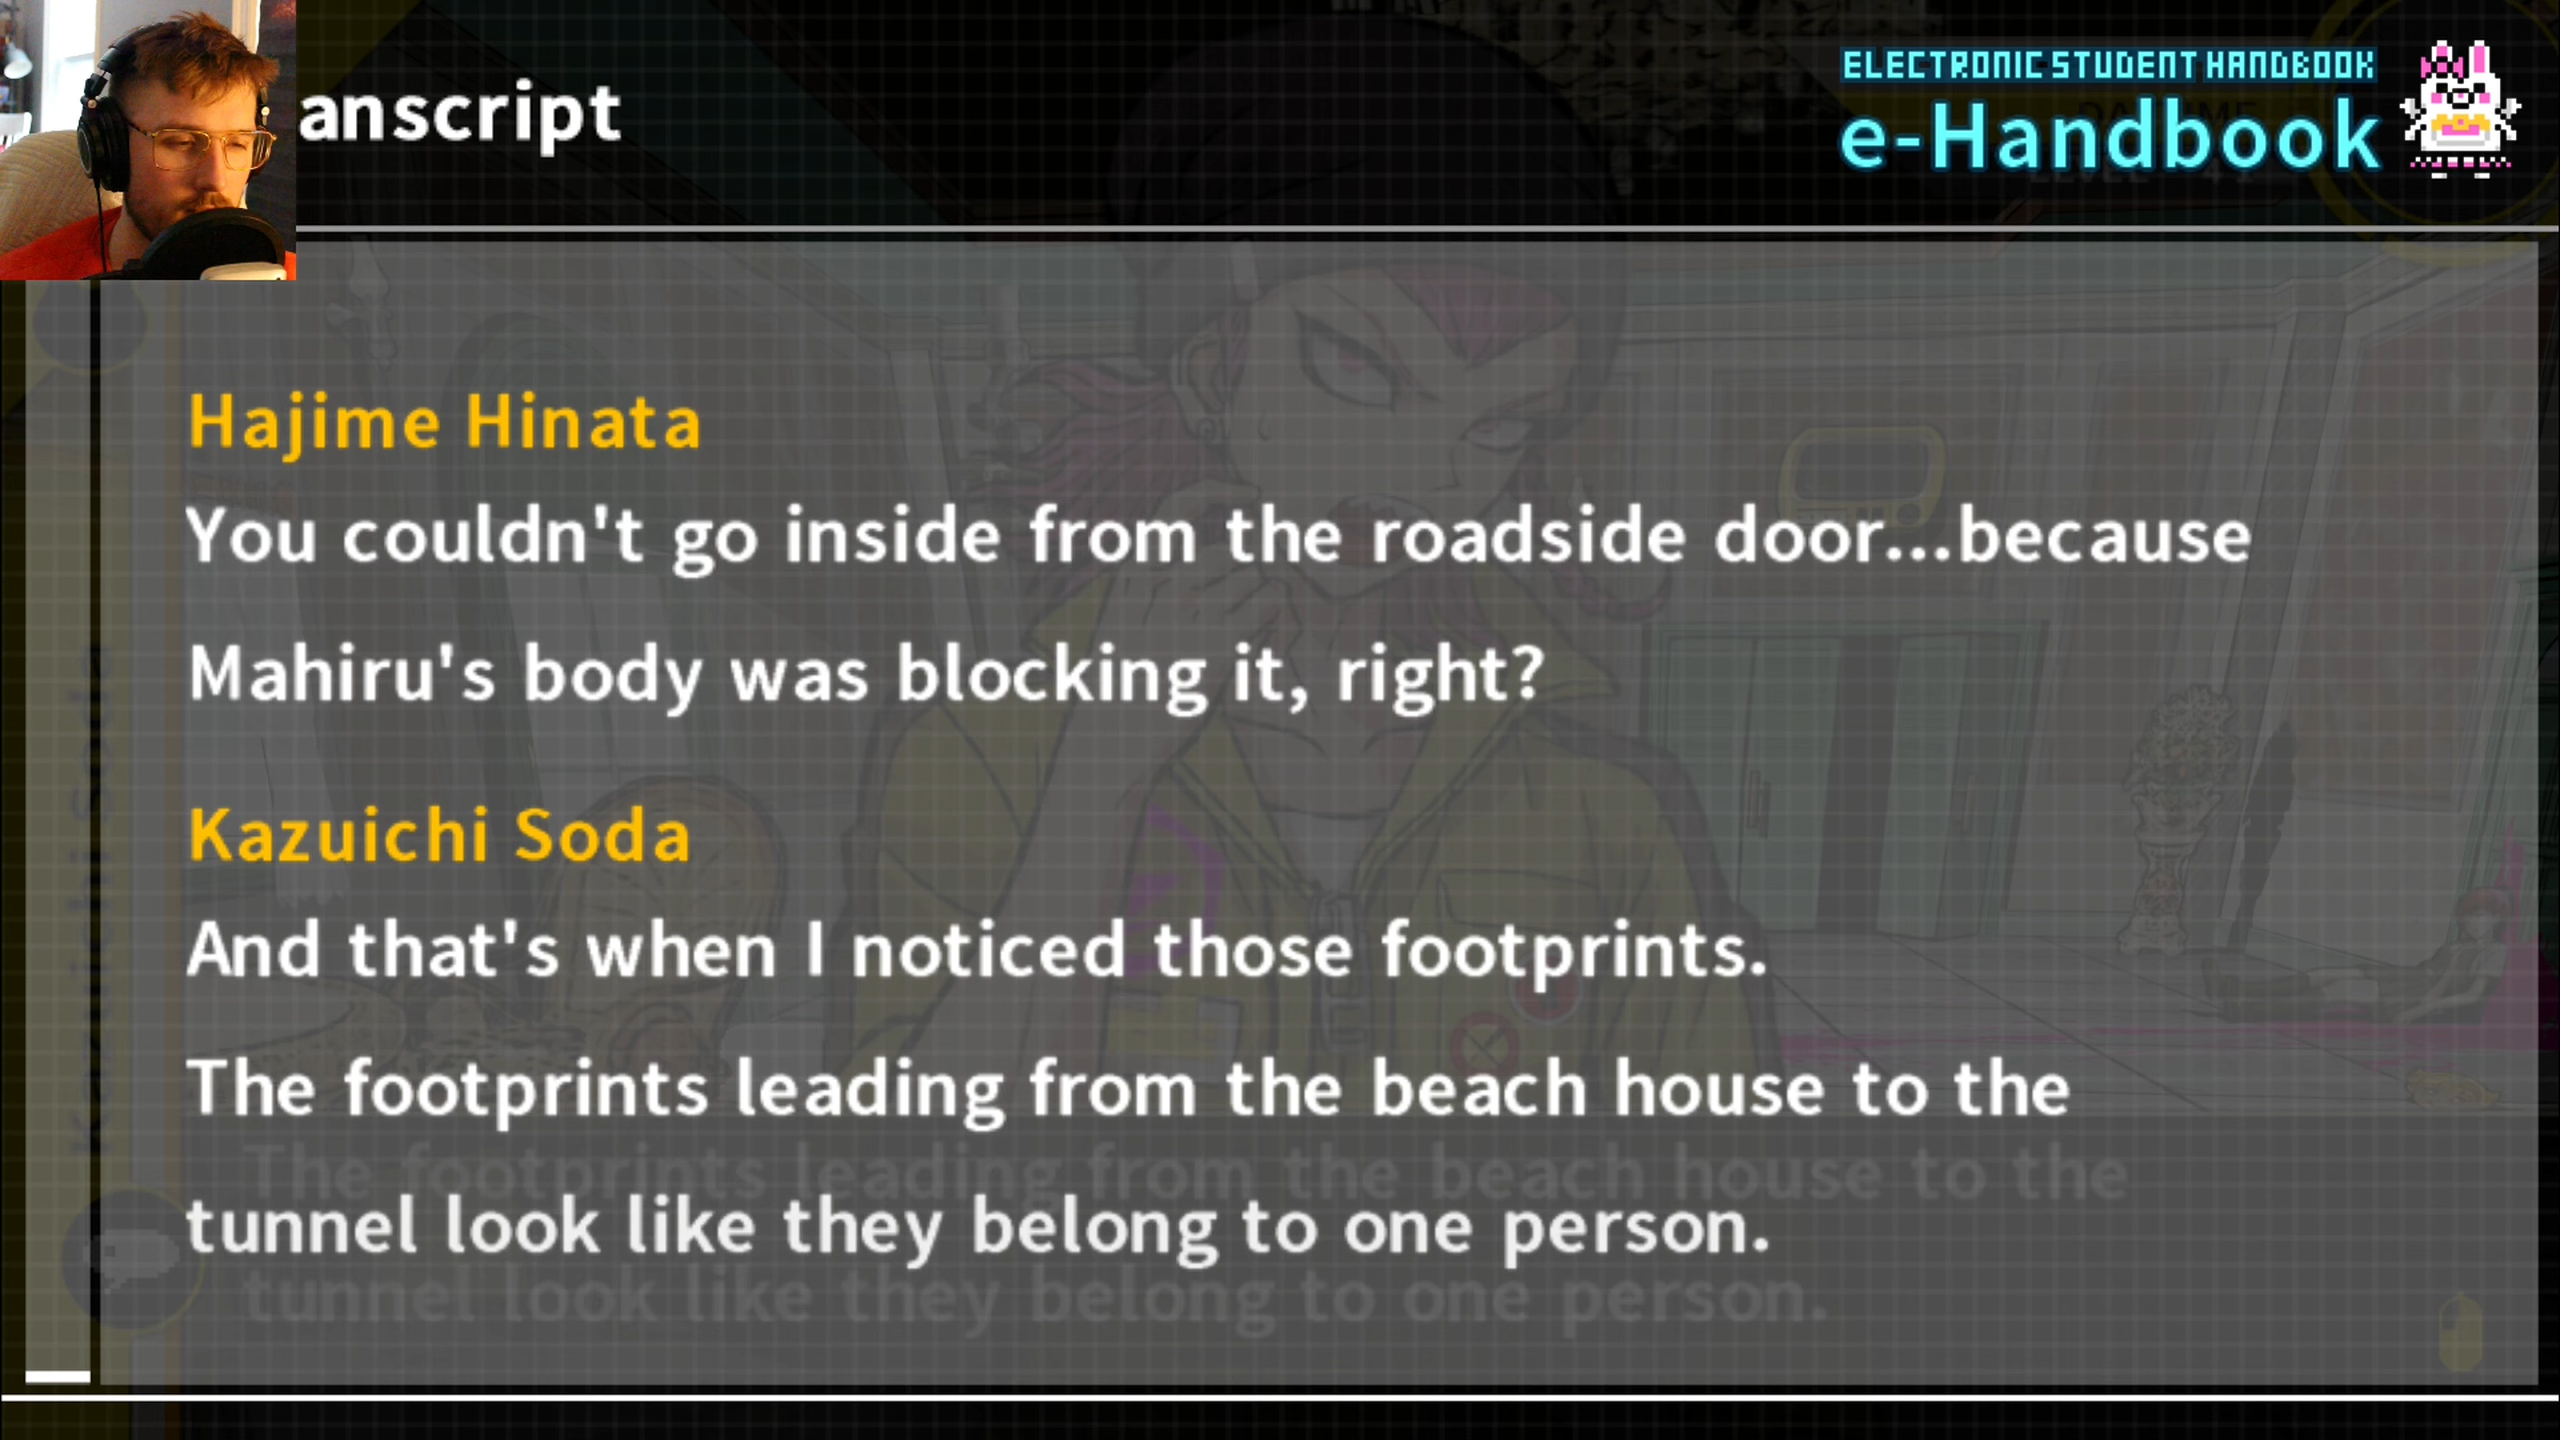 anscript
ELECTRONIC STUDENT HANDBOOK
e-Handbook
Hajime Hinata
You couldn't go inside from the roadside door...because
Mahiru's body was blocking it, right?
Kazuichi Soda
And that's when I noticed those footprints.
The footprints leading from the beach house to the
tunnel look like they belong to one person.
The footprints leading from the beach house to the
tunnel look like they belong to one person.
Kazuichi Soda